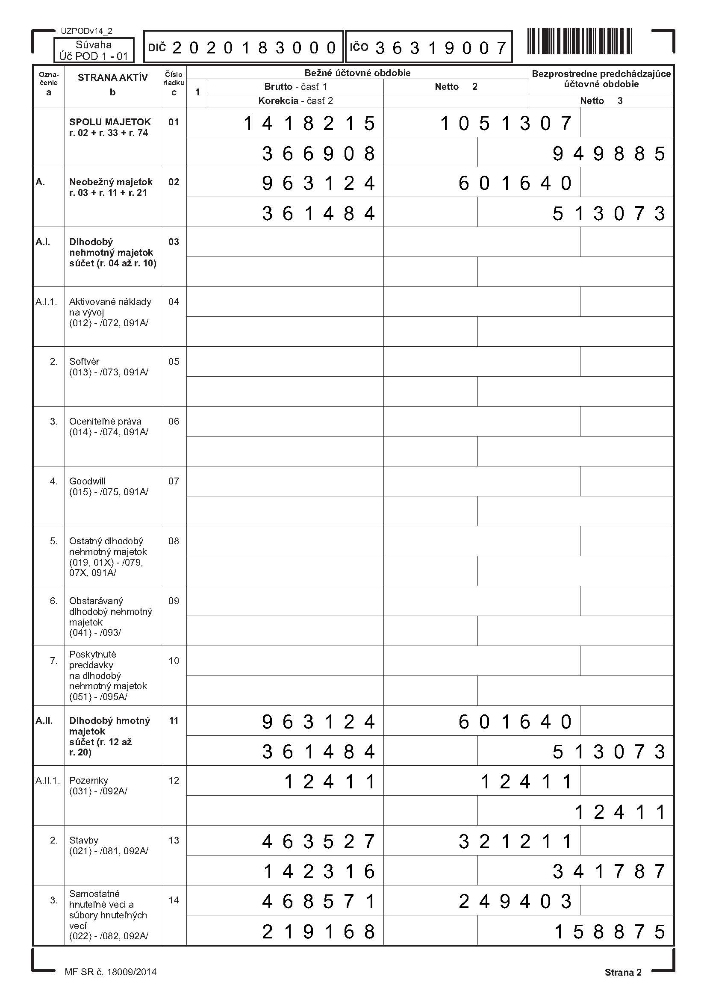 UZPODv14_2
Súvaha
Úč POD 1 - 01
DIČ 2020183000
IČO 36319007
Ozna-
čenie
a
STRANA AKTÍV
b
Číslo
riadku
c
Bežné účtovné obdobie
1
Brutto - časť 1
Korekcia - časť 2
Netto 2
Bezprostredne predchádzajúce
účtovné obdobie
Netto 3
SPOLU MAJETOK
r. 02 + r. 33 + r. 74
01
1418215
1051307
366908
949885
A.
Neobežný majetok
r. 03 + r. 11 + r. 21
02
963124
601640
361484
513073
A.I.
Dlhodobý
nehmotný majetok
súčet (r. 04 až r. 10)
03
A.I.1.
Aktivované náklady
na vývoj
(012) - /072, 091A/
04
2.
Softvér
(013) - /073, 091A/
05
3.
Oceniteľné práva
(014) - /074, 091A/
06
4.
Goodwill
(015) - /075, 091A/
07
5.
Ostatný dlhodobý
nehmotný majetok
(019, 01X) - /079,
07X, 091A/
08
6.
Obstarávaný
dlhodobý nehmotný
majetok
(041) - /093/
09
7.
Poskytnuté
preddavky
na dlhodobý
nehmotný majetok
(051) - /095A/
10
A.II.
Dlhodobý hmotný
majetok
súčet (r. 12 až
r. 20)
11
963124
601640
361484
513073
A.II.1.
Pozemky
(031) - /092A/
12
12411
12411
12411
2.
Stavby
(021) - /081, 092A/
13
463527
321211
142316
341787
3.
Samostatné
hnuteľné veci a
súbory hnuteľných
vecí
(022) - /082, 092A/
14
468571
249403
219168
158875
MF SR č. 18009/2014
Strana 2